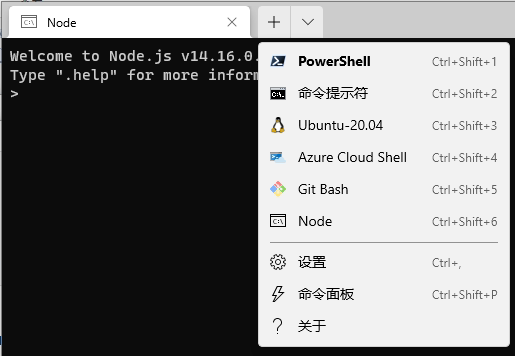 Node
Welcome to Node.js v14.16.0.
Type ".help" for more inform
>
PowerShell Ctrl+Shift+1
命令提示符 Ctrl+Shift+2
Ubuntu-20.04 Ctrl+Shift+3
Azure Cloud Shell Ctrl+Shift+4
Git Bash Ctrl+Shift+5
Node Ctrl+Shift+6
设置 Ctrl+,
命令面板 Ctrl+Shift+P
关于